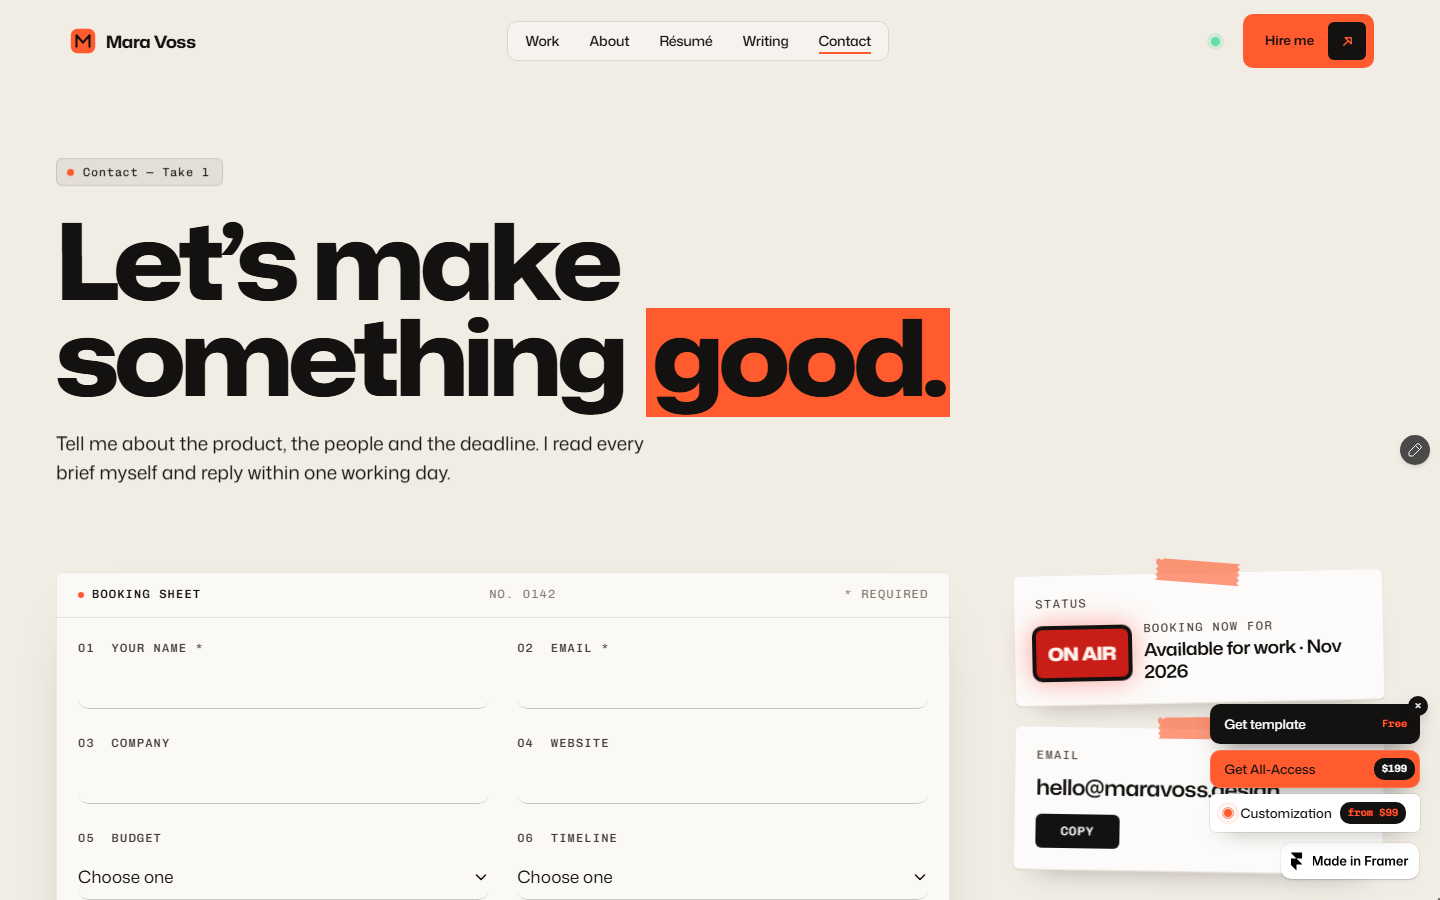 Mara Voss
Work About Résumé Writing Contact
Hire me
Contact — Take 1
Let’s make
something good.
Tell me about the product, the people and the deadline. I read every
brief myself and reply within one working day.
BOOKING SHEET NO. 0142 * REQUIRED
01 YOUR NAME * 02 EMAIL *
03 COMPANY 04 WEBSITE
05 BUDGET 06 TIMELINE
Choose one Choose one
STATUS
ON AIR
BOOKING NOW FOR
Available for work · Nov
2026
EMAIL
hello@maravoss.design
COPY
Get template Free
Get All-Access $199
Customization from $99
Made in Framer